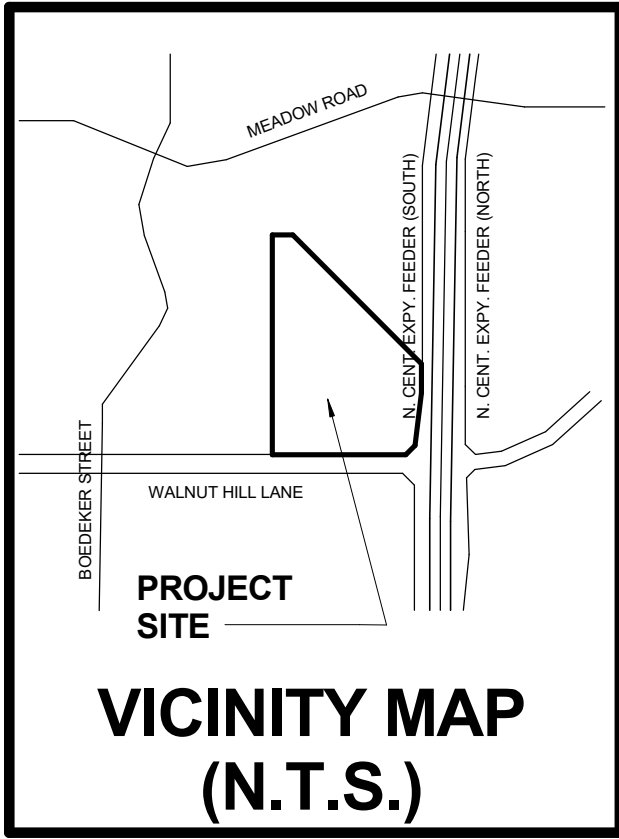 MEADOW ROAD
N. CENT. EXPY. FEEDER (SOUTH)
N. CENT. EXPY. FEEDER (NORTH)
BOEDEKER STREET
WALNUT HILL LANE
PROJECT
SITE
VICINITY MAP
(N.T.S.)